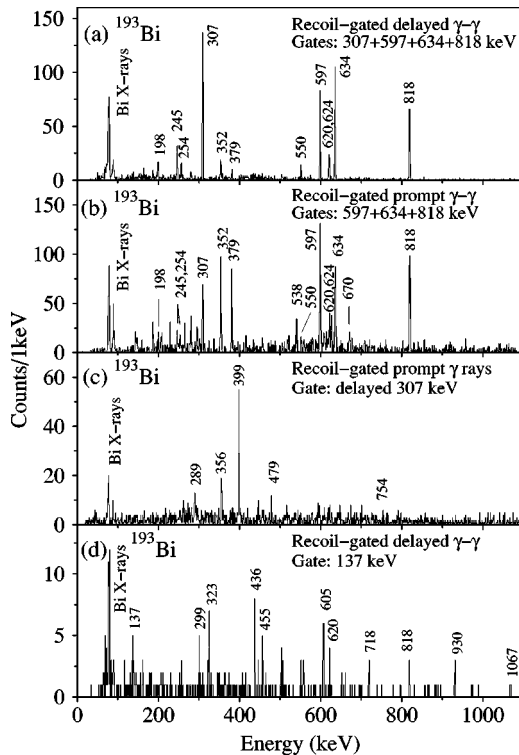 (a) ¹⁹³Bi
Recoil−gated delayed γ−γ
Gates: 307+597+634+818 keV
Bi X−rays
198
245
254
307
352
379
550
597
620,624
634
818
150
100
50
25
0
(b) ¹⁹³Bi
Recoil−gated prompt γ−γ
Gates: 597+634+818 keV
Bi X−rays
198
245,254
307
352
379
538
550
597
620,624
634
670
818
150
100
50
25
0
(c) ¹⁹³Bi
Recoil−gated prompt γ rays
Gate: delayed 307 keV
Bi X−rays
289
356
399
479
754
60
40
20
0
(d) ¹⁹³Bi
Recoil−gated delayed γ−γ
Gate: 137 keV
Bi X−rays
137
299
323
436
455
605
620
718
818
930
1067
10
5
0
0 200 400 600 800 1000
Energy (keV)
Counts/1keV